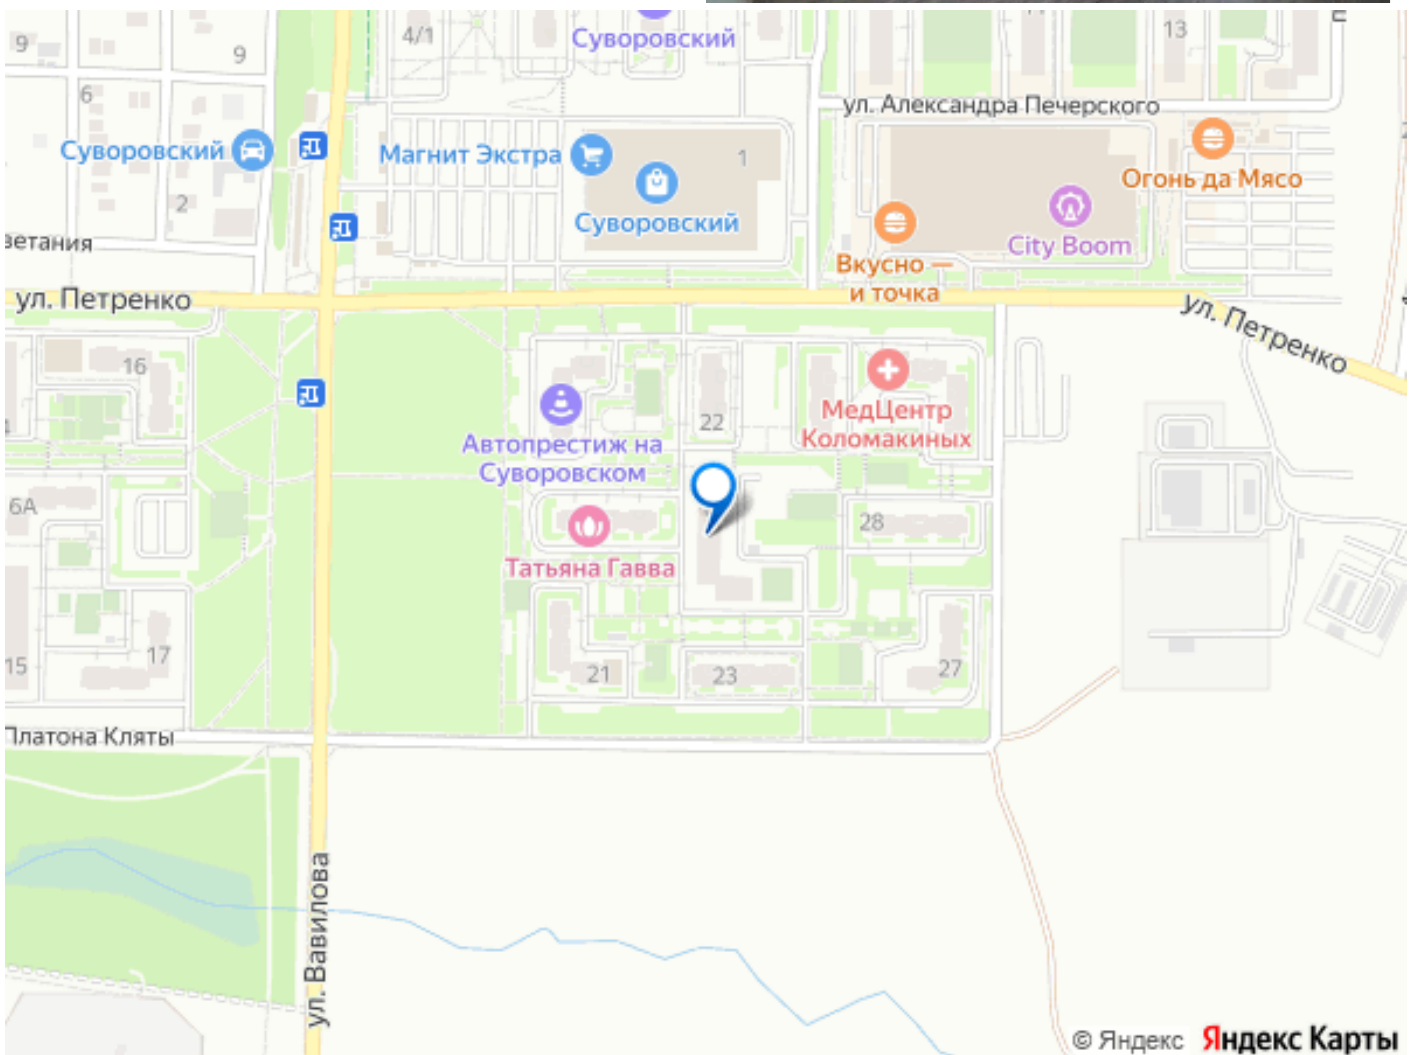 9
4/1
Суворовский
13
9
6
ул. Александра Печерского
Суворовский
Магнит Экстра
1
Огонь да Мясо
2
Суворовский
City Boom
ветания
Вкусно —
и точка
ул. Петренко
ул. Петренко
16
22
МедЦентр
Коломакиных
Автопрестиж на
Суворовском
6А
28
Татьяна Гавва
15
17
21
23
27
Платона Кляты
ул. Вавилова
© Яндекс Яндекс Карты